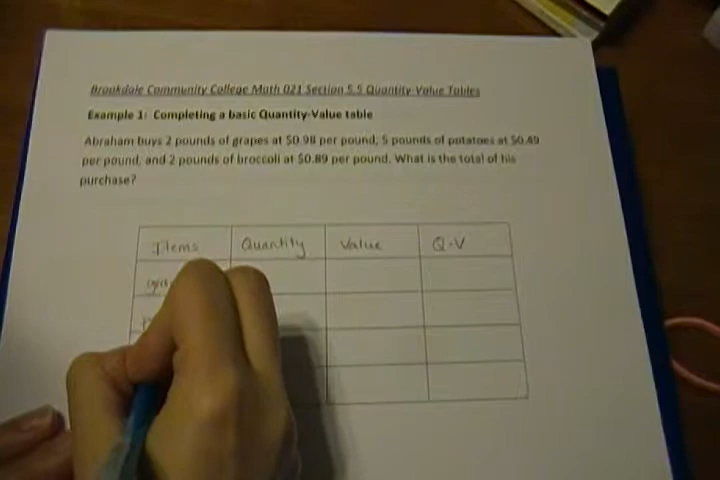 Brookdale Community College Math 021 Section 5.5 Quantity-Value Tables
Example 1: Completing a basic Quantity-Value table
Abraham buys 2 pounds of grapes at $0.98 per pound, 5 pounds of potatoes at $0.49
per pound, and 2 pounds of broccoli at $0.89 per pound. What is the total of his
purchase?
Items Quantity Value Q·V